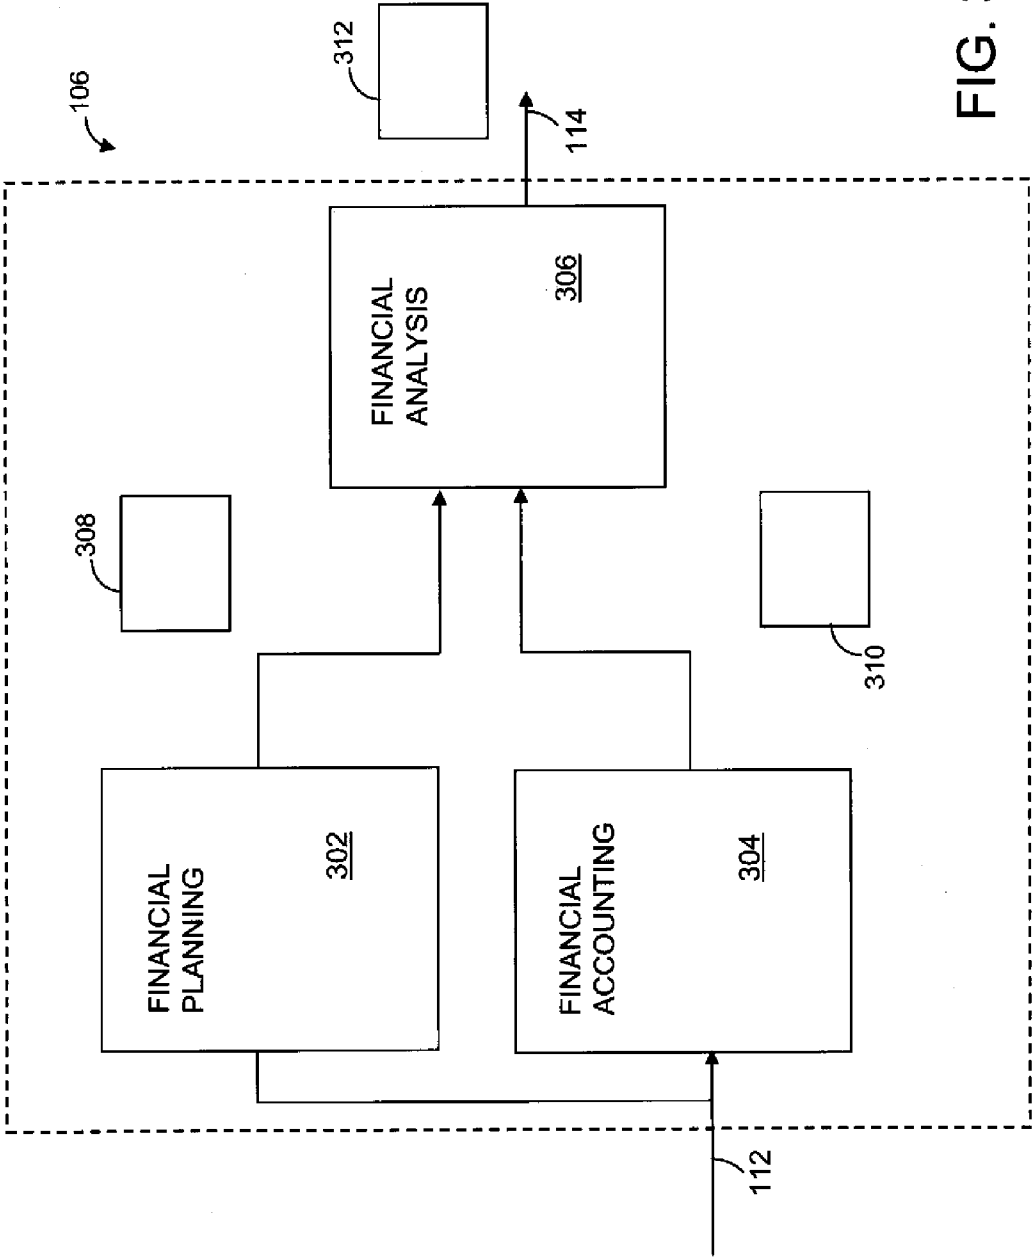 106
312
308
FINANCIAL
PLANNING
302
FINANCIAL
ANALYSIS
306
114
FINANCIAL
ACCOUNTING
304
310
112
FIG.